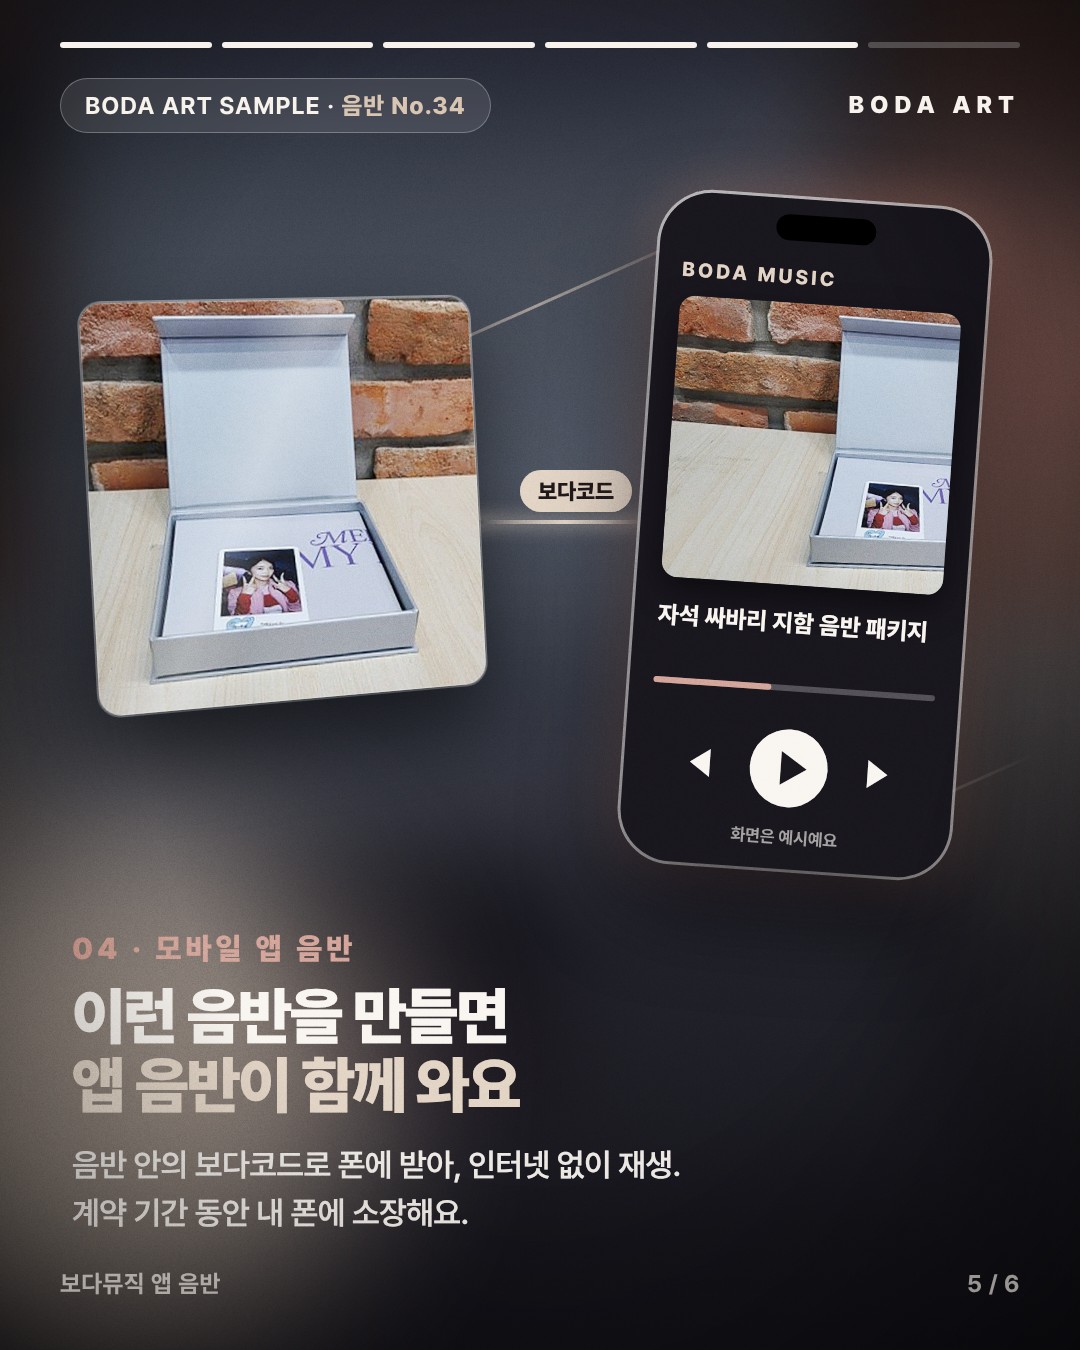 BODA ART SAMPLE · 음반 No.34
BODA ART
BODA MUSIC
보다코드
ME
MY
자석 싸바리 지함 음반 패키지
화면은 예시예요
04 · 모바일 앱 음반
이런 음반을 만들면
앱 음반이 함께 와요
음반 안의 보다코드로 폰에 받아, 인터넷 없이 재생.
계약 기간 동안 내 폰에 소장해요.
보다뮤직 앱 음반
5 / 6